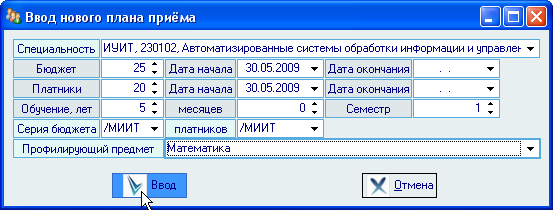 Ввод нового плана приёма
Специальность ИУИТ, 230102, Автоматизированные системы обработки информации и управлен
Бюджет 25 Дата начала 30.05.2009 Дата окончания . .
Платники 20 Дата начала 30.05.2009 Дата окончания . .
Обучение, лет 5 месяцев 0 Семестр 1
Серия бюджета /МИИТ платников /МИИТ
Профилирующий предмет Математика
Ввод Отмена